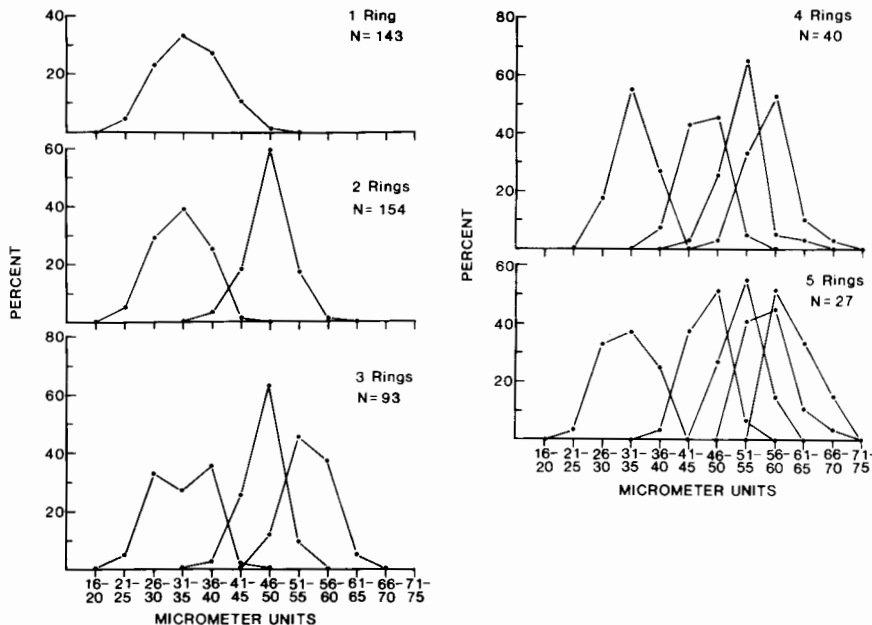 1 Ring
N= 143
40
20
2 Rings
N= 154
60
40
20
PERCENT
3 Rings
N= 93
60
40
20
16- 21- 26- 31- 36- 41- 46- 51- 56- 61- 66- 71-
20 25 30 35 40 45 50 55 60 65 70 75
MICROMETER UNITS
4 Rings
N= 40
80
60
40
20
PERCENT
5 Rings
N= 27
60
40
20
16- 21- 26- 31- 36- 41- 46- 51- 56- 61- 66- 71-
20 25 30 35 40 45 50 55 60 65 70 75
MICROMETER UNITS